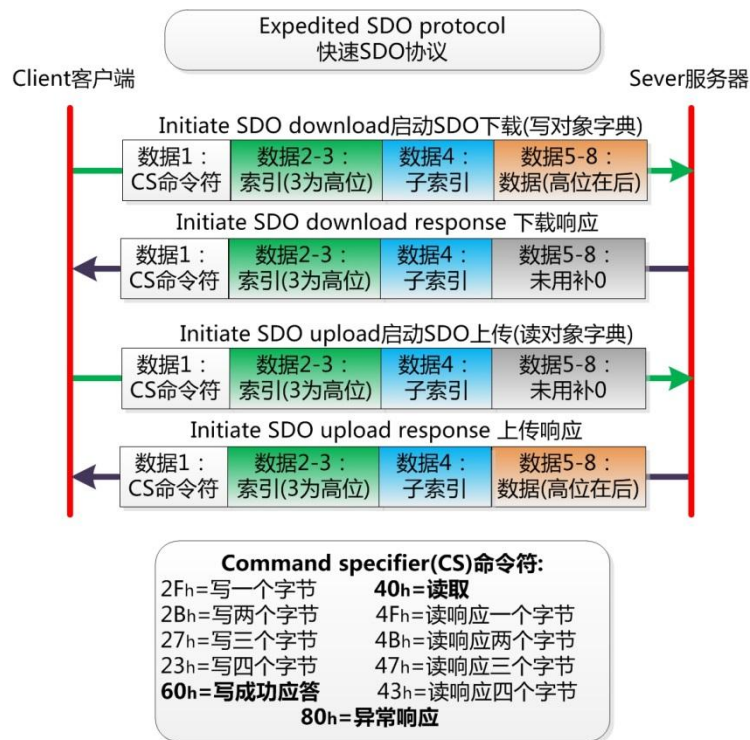 Expedited SDO protocol
快速SDO协议
Client客户端
Sever服务器
Initiate SDO download启动SDO下载(写对象字典)
数据1： 数据2-3： 数据4： 数据5-8：
CS命令符 索引(3为高位) 子索引 数据(高位在后)
Initiate SDO download response 下载响应
数据1： 数据2-3： 数据4： 数据5-8：
CS命令符 索引(3为高位) 子索引 未用补0
Initiate SDO upload启动SDO上传(读对象字典)
数据1： 数据2-3： 数据4： 数据5-8：
CS命令符 索引(3为高位) 子索引 未用补0
Initiate SDO upload response 上传响应
数据1： 数据2-3： 数据4： 数据5-8：
CS命令符 索引(3为高位) 子索引 数据(高位在后)
Command specifier(CS)命令符:
2Fh=写一个字节 40h=读取
2Bh=写两个字节 4Fh=读响应一个字节
27h=写三个字节 4Bh=读响应两个字节
23h=写四个字节 47h=读响应三个字节
60h=写成功应答 43h=读响应四个字节
80h=异常响应